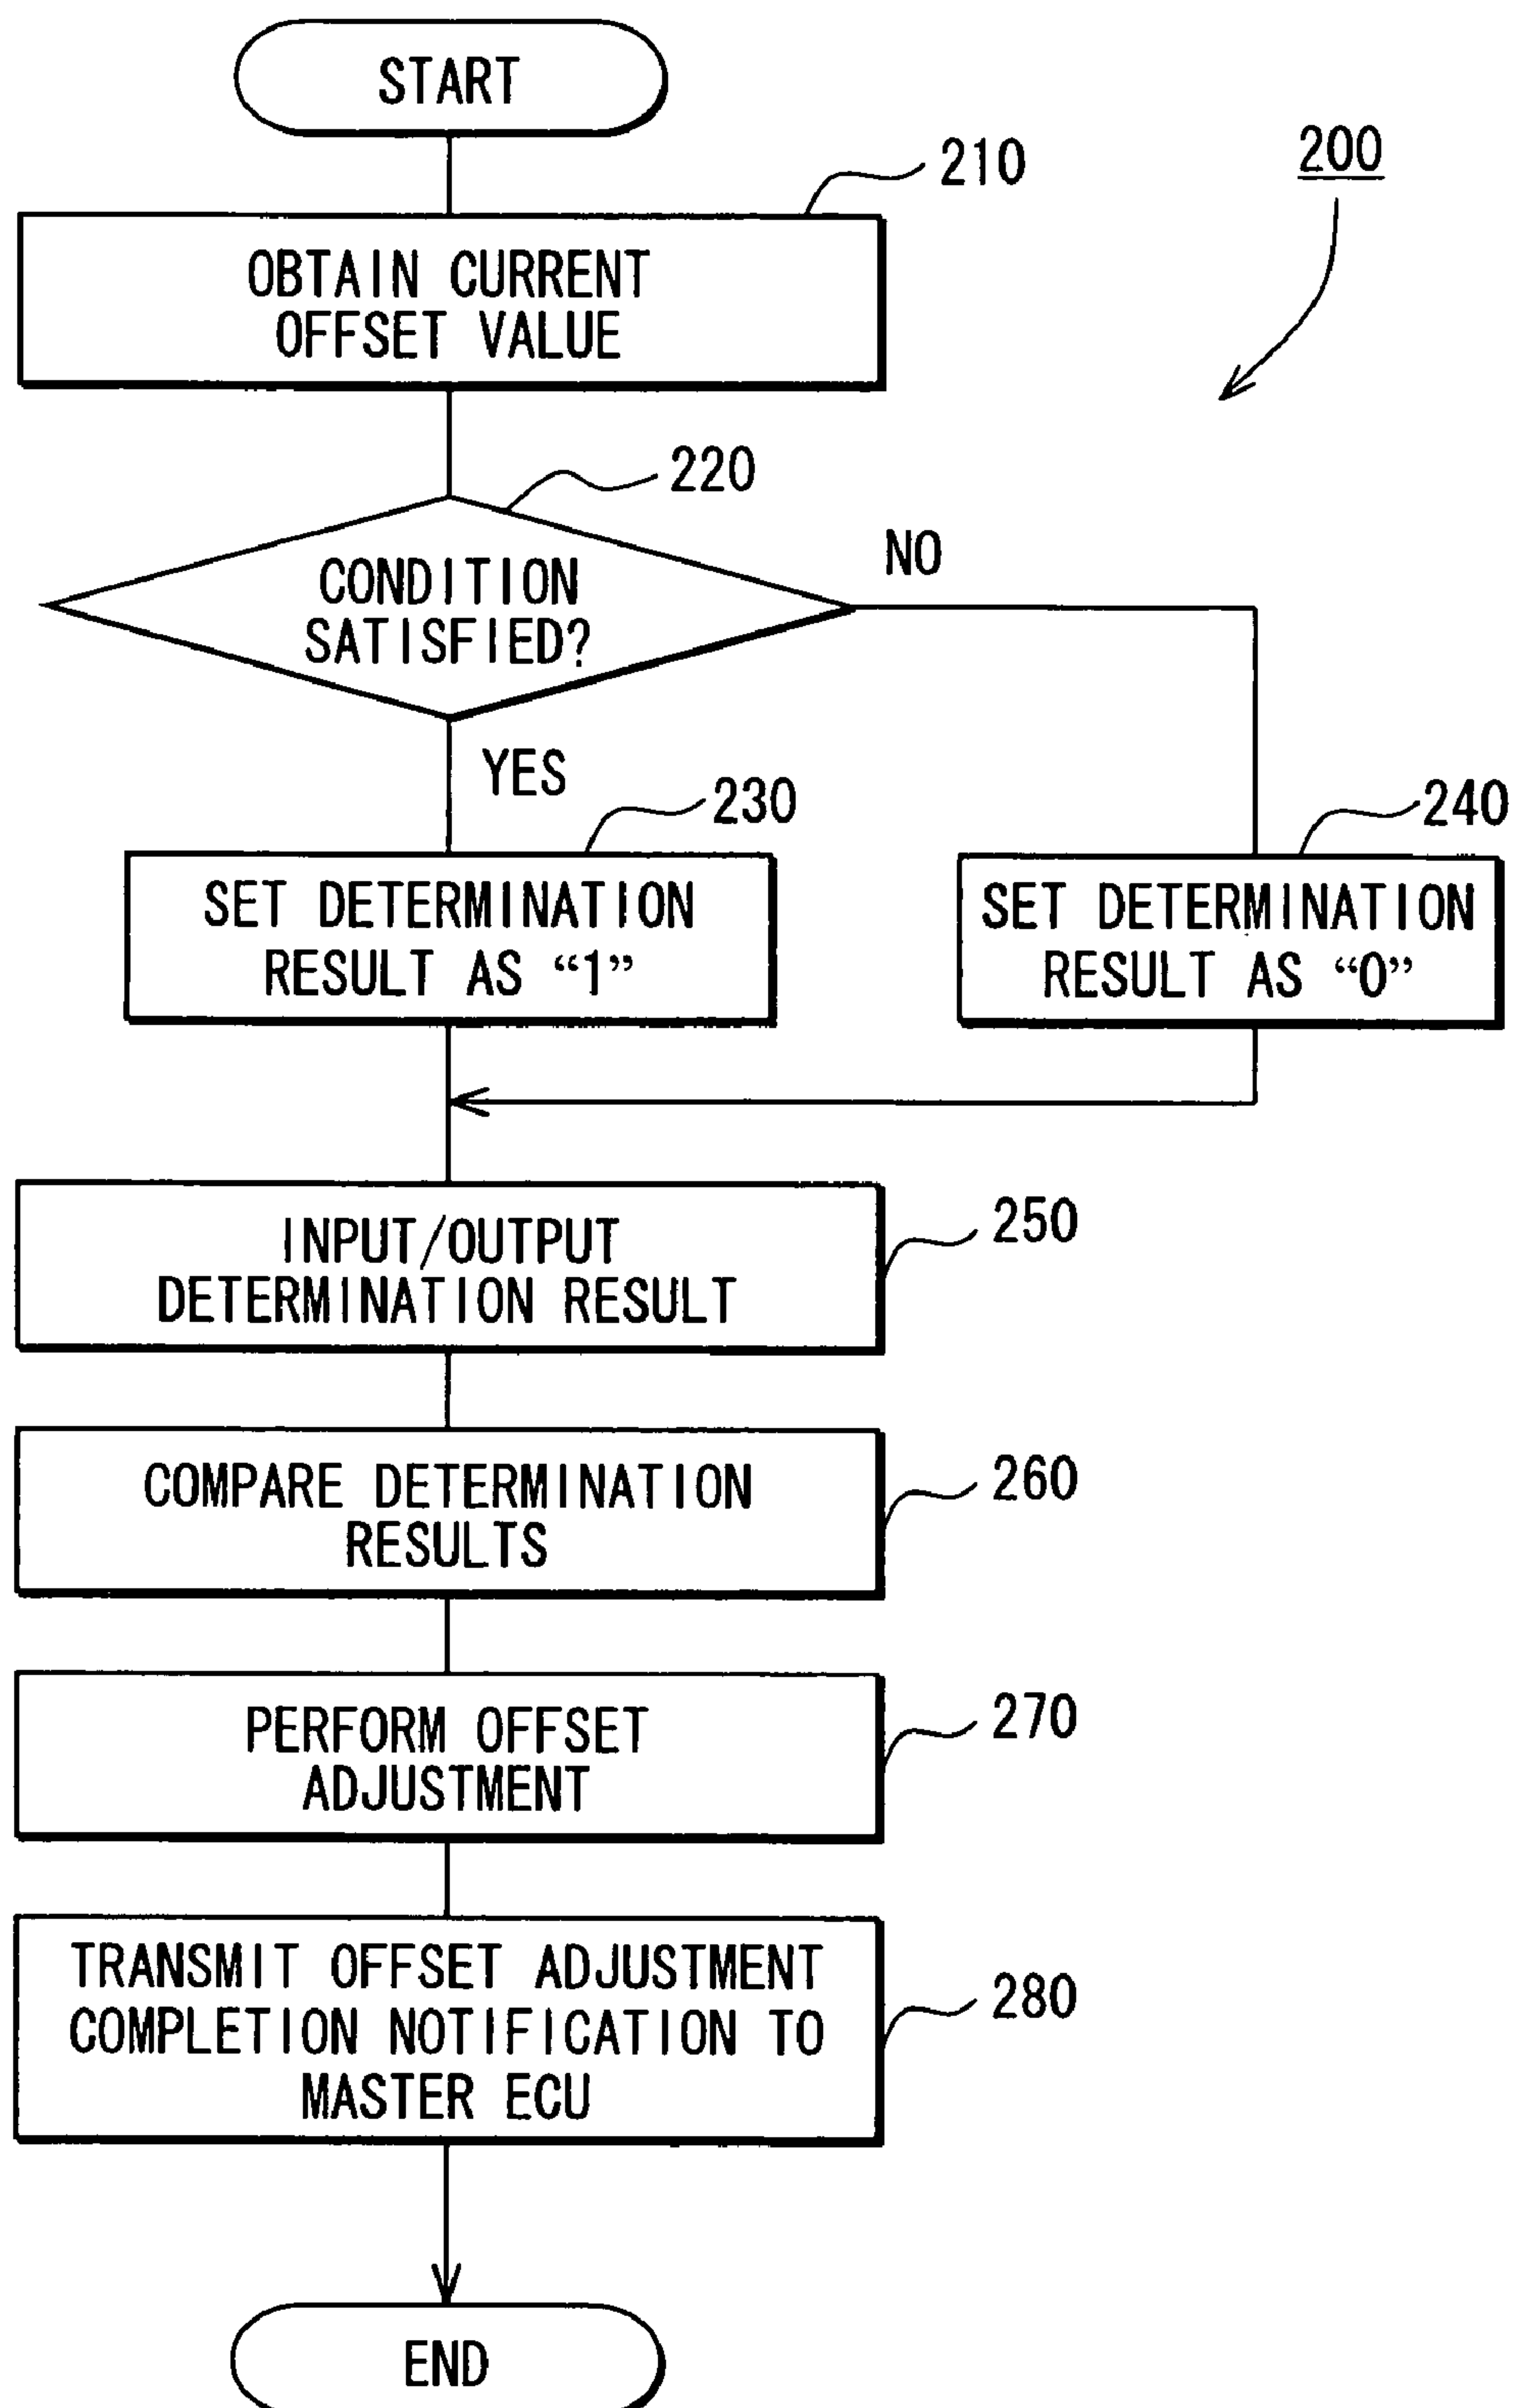 START
210
200
OBTAIN CURRENT
OFFSET VALUE
220
CONDITION
SATISFIED?
NO
YES
230
240
SET DETERMINATION
RESULT AS “1”
SET DETERMINATION
RESULT AS “0”
INPUT/OUTPUT
DETERMINATION RESULT
250
COMPARE DETERMINATION
RESULTS
260
PERFORM OFFSET
ADJUSTMENT
270
TRANSMIT OFFSET ADJUSTMENT
COMPLETION NOTIFICATION TO
MASTER ECU
280
END